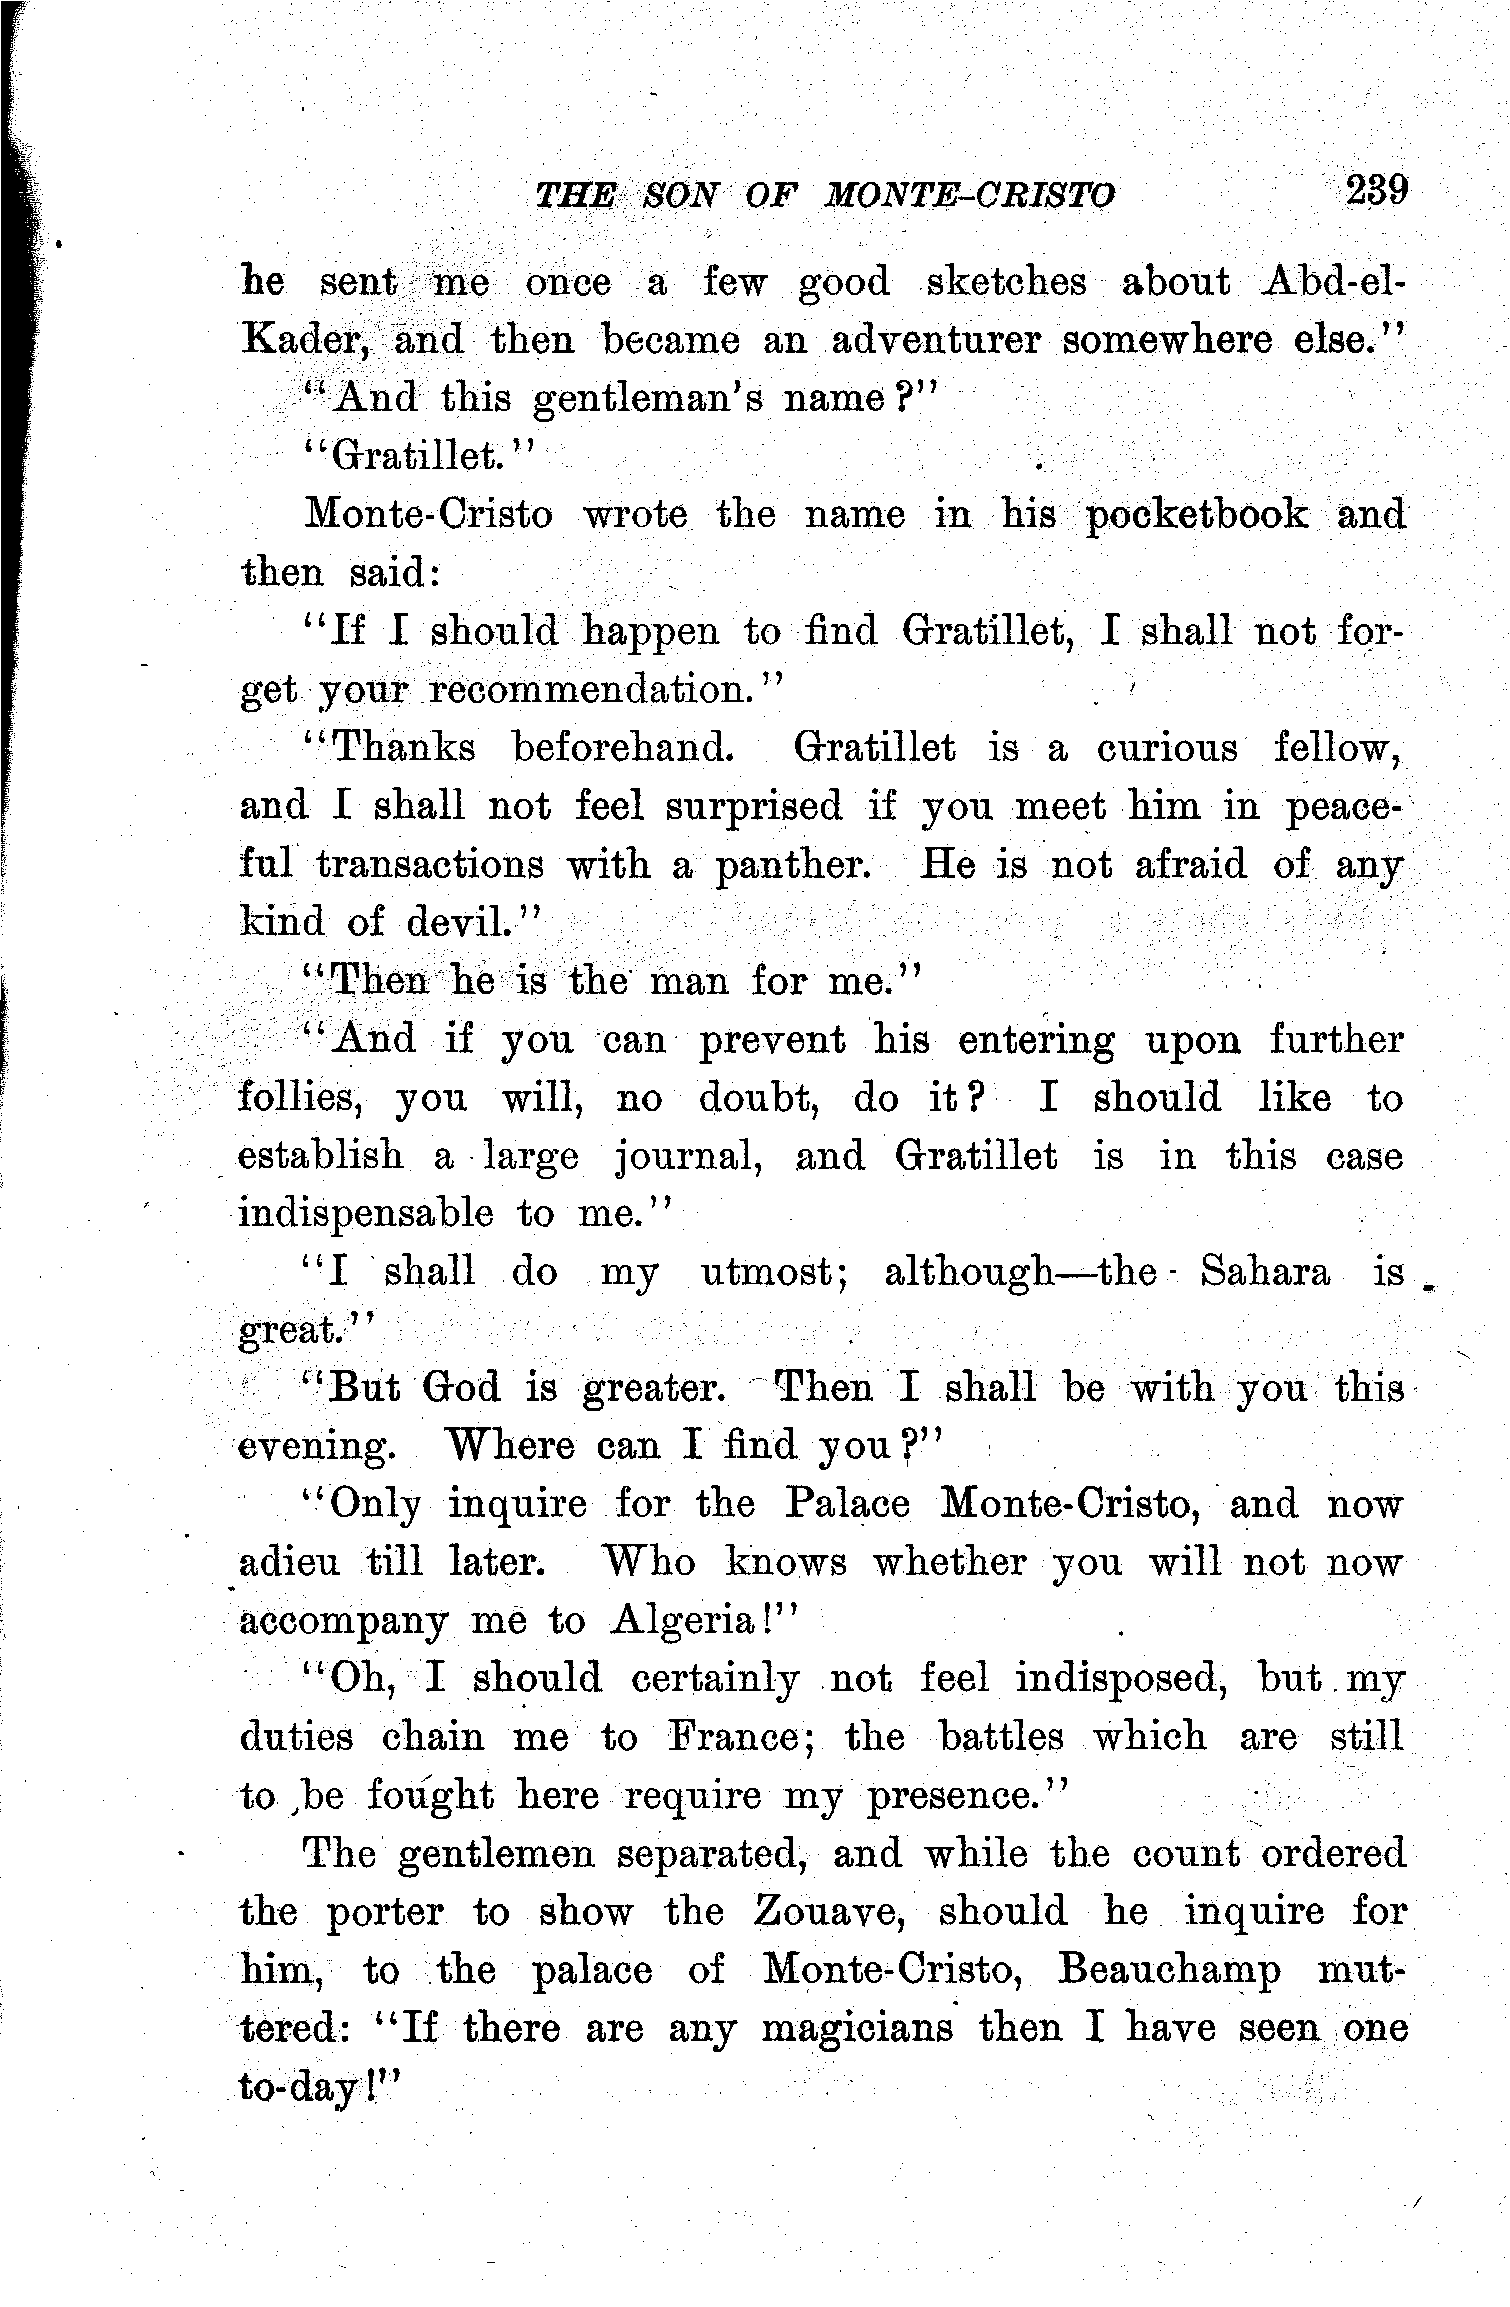 THE SON OF MONTE-CRISTO 239
he sent me once a few good sketches about Abd-el-
Kader, and then became an adventurer somewhere else."
"And this gentleman's name?"
"Gratillet."
Monte-Cristo wrote the name in his pocketbook and
then said:
"If I should happen to find Gratillet, I shall not for-
get your recommendation."
"Thanks beforehand. Gratillet is a curious fellow,
and I shall not feel surprised if you meet him in peace-
ful transactions with a panther. He is not afraid of any
kind of devil."
"Then he is the man for me."
"And if you can prevent his entering upon further
follies, you will, no doubt, do it? I should like to
establish a large journal, and Gratillet is in this case
indispensable to me."
"I shall do my utmost; although—the Sahara is
great."
"But God is greater. Then I shall be with you this
evening. Where can I find you?"
"Only inquire for the Palace Monte-Cristo, and now
adieu till later. Who knows whether you will not now
accompany me to Algeria!"
"Oh, I should certainly not feel indisposed, but my
duties chain me to France; the battles which are still
to be fought here require my presence."
The gentlemen separated, and while the count ordered
the porter to show the Zouave, should he inquire for
him, to the palace of Monte-Cristo, Beauchamp mut-
tered: "If there are any magicians then I have seen one
to-day!"